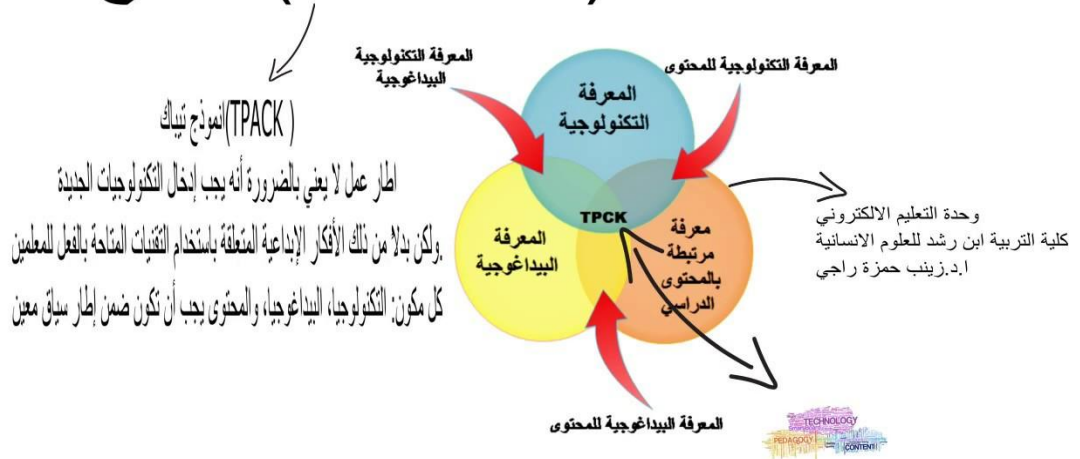 (TPACK )انموذج تيباك
اطار عمل لا يعني بالضرورة أنه يجب إدخال التكنولوجيات الجديدة
.ولكن بدلا من ذلك الأفكار الإبداعية المتعلقة باستخدام التقنيات المتاحة بالفعل للمعلمين
كل مكون: التكنولوجيا، البيداغوجيا، والمحتوى يجب أن تكون ضمن إطار سياق معين
المعرفة التكنولوجية
البيداغوجية
المعرفة التكنولوجية للمحتوى
المعرفة
التكنولوجية
TPCK
المعرفة
البيداغوجية
معرفة
مرتبطة
بالمحتوى
الدراسي
المعرفة البيداغوجية للمحتوى
وحدة التعليم الالكتروني
كلية التربية ابن رشد للعلوم الانسانية
ا.د.زينب حمزة راجي
TECHNOLOGY
PEDAGOGY
CONTENT